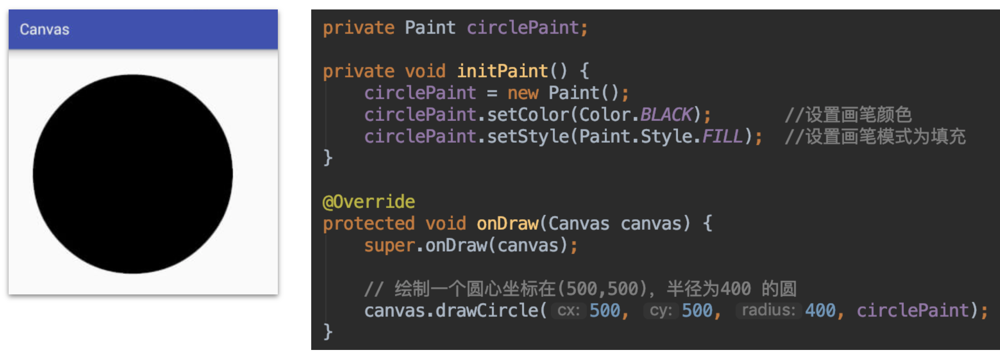 Canvas
private Paint circlePaint;
private void initPaint() {
circlePaint = new Paint();
circlePaint.setColor(Color.BLACK); //设置画笔颜色
circlePaint.setStyle(Paint.Style.FILL); //设置画笔模式为填充
}
@Override
protected void onDraw(Canvas canvas) {
super.onDraw(canvas);
// 绘制一个圆心坐标在(500,500)，半径为400 的圆
canvas.drawCircle( cx: 500, cy: 500, radius: 400, circlePaint);
}